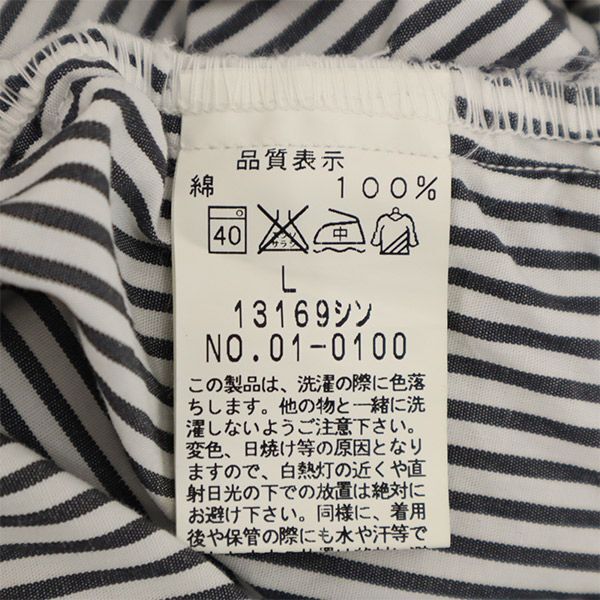 品質表示
綿 100%
40 エンソ サラシ 中
L
13169シン
NO.01-0100
この製品は、洗濯の際に色落
ちします。他の物と一緒に洗
濯しないようご注意下さい。
変色、日焼け等の原因となり
ますので、白熱灯の近くや直
射日光の下での放置は絶対に
お避け下さい。同様に、着用
後や保管の際にも水や汗等で